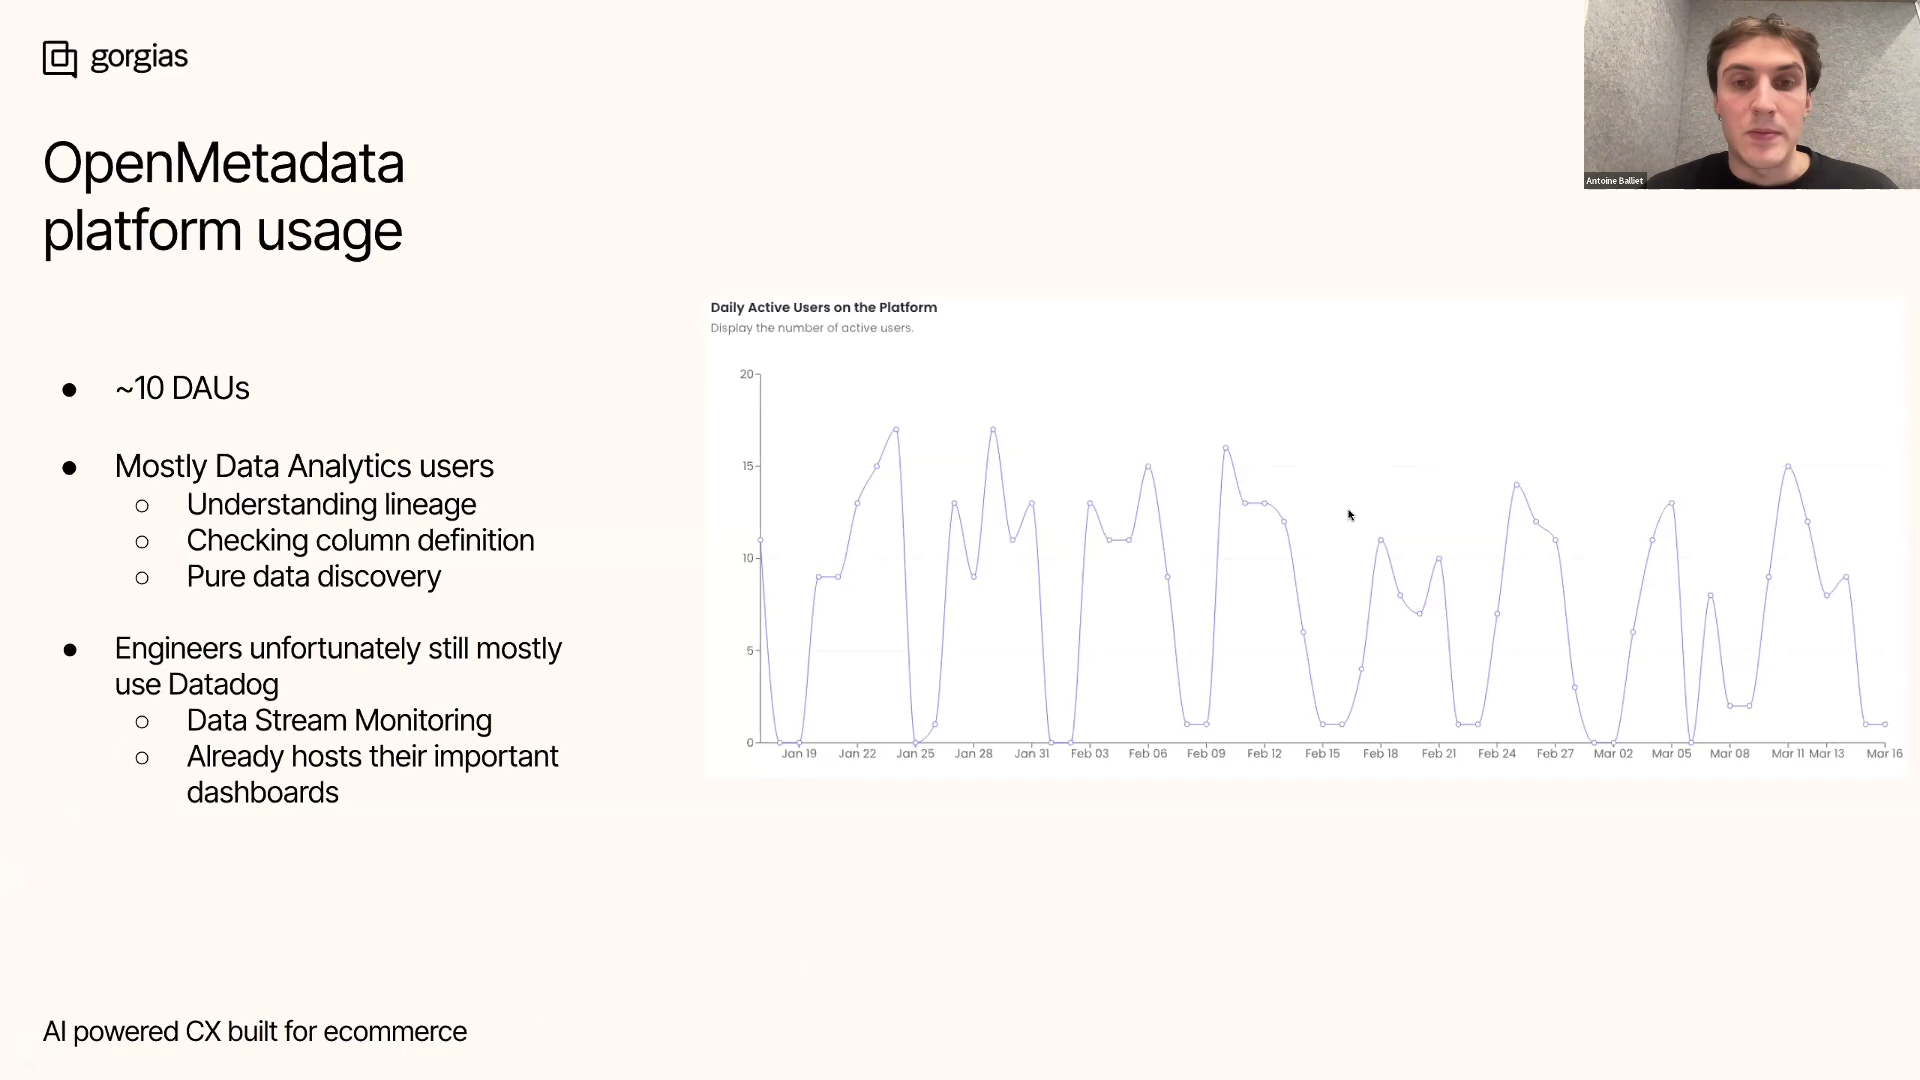 gorgias
Antoine Balliet
OpenMetadata
platform usage
● ~10 DAUs
● Mostly Data Analytics users
○ Understanding lineage
○ Checking column definition
○ Pure data discovery
● Engineers unfortunately still mostly
use Datadog
○ Data Stream Monitoring
○ Already hosts their important
dashboards
Daily Active Users on the Platform
Display the number of active users.
20
15
10
5
0
Jan 19 Jan 22 Jan 25 Jan 28 Jan 31 Feb 03 Feb 06 Feb 09 Feb 12 Feb 15 Feb 18 Feb 21 Feb 24 Feb 27 Mar 02 Mar 05 Mar 08 Mar 11 Mar 13 Mar 16
AI powered CX built for ecommerce